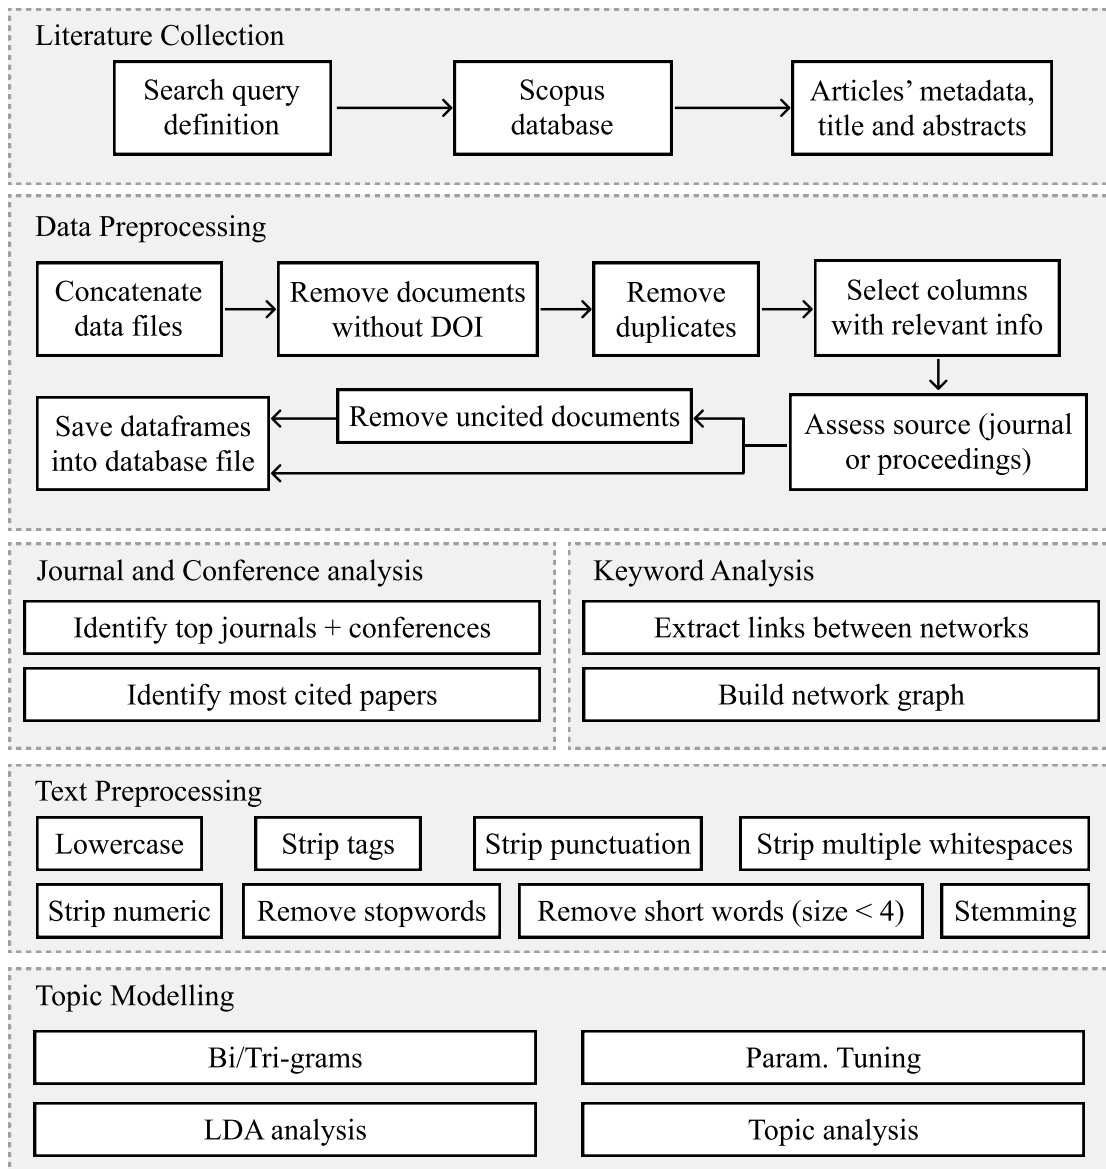 Literature Collection
Search query
definition
Scopus
database
Articles’ metadata,
title and abstracts
Data Preprocessing
Concatenate
data files
Remove documents
without DOI
Remove
duplicates
Select columns
with relevant info
Save dataframes
into database file
Remove uncited documents
Assess source (journal
or proceedings)
Journal and Conference analysis
Identify top journals + conferences
Identify most cited papers
Keyword Analysis
Extract links between networks
Build network graph
Text Preprocessing
Lowercase
Strip tags
Strip punctuation
Strip multiple whitespaces
Strip numeric
Remove stopwords
Remove short words (size < 4)
Stemming
Topic Modelling
Bi/Tri-grams
Param. Tuning
LDA analysis
Topic analysis